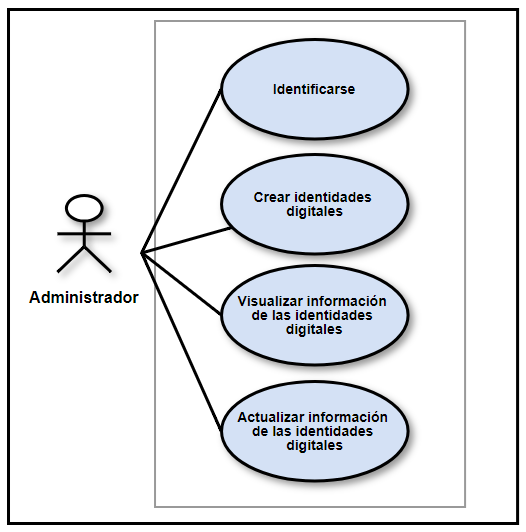 Identificarse
Crear identidades
digitales
Administrador
Visualizar información
de las identidades
digitales
Actualizar información
de las identidades
digitales